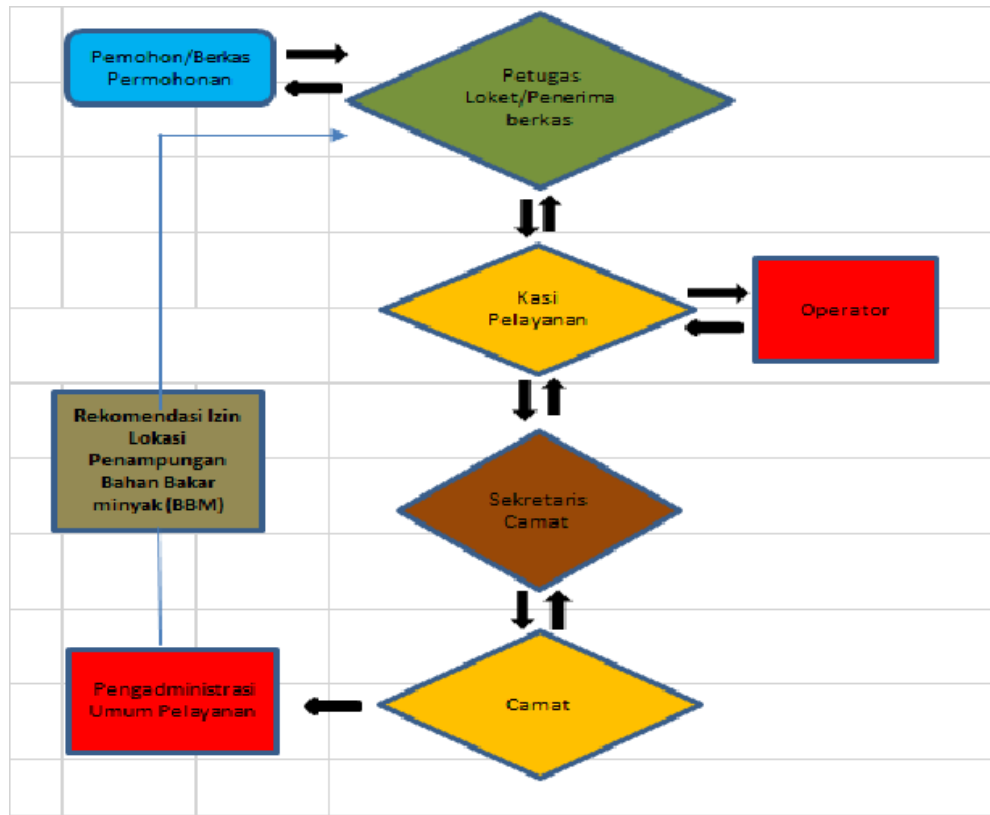 Pemohon/Berkas
Permohonan
Petugas
Loket/Penerima
berkas
Kasi
Pelayanan
Operator
Rekomendasi Izin
Lokasi
Penampungan
Bahan Bakar
minyak (BBM)
Sekretaris
Camat
Pengadministrasi
Umum Pelayanan
Camat